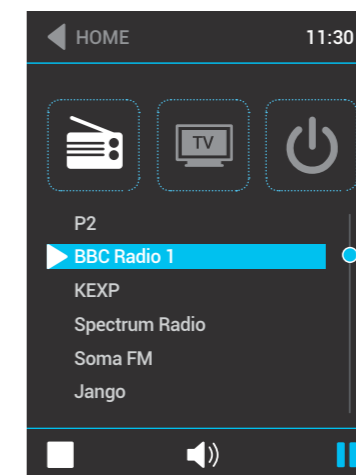 HOME 11:30
TV
P2
BBC Radio 1
KEXP
Spectrum Radio
Soma FM
Jango